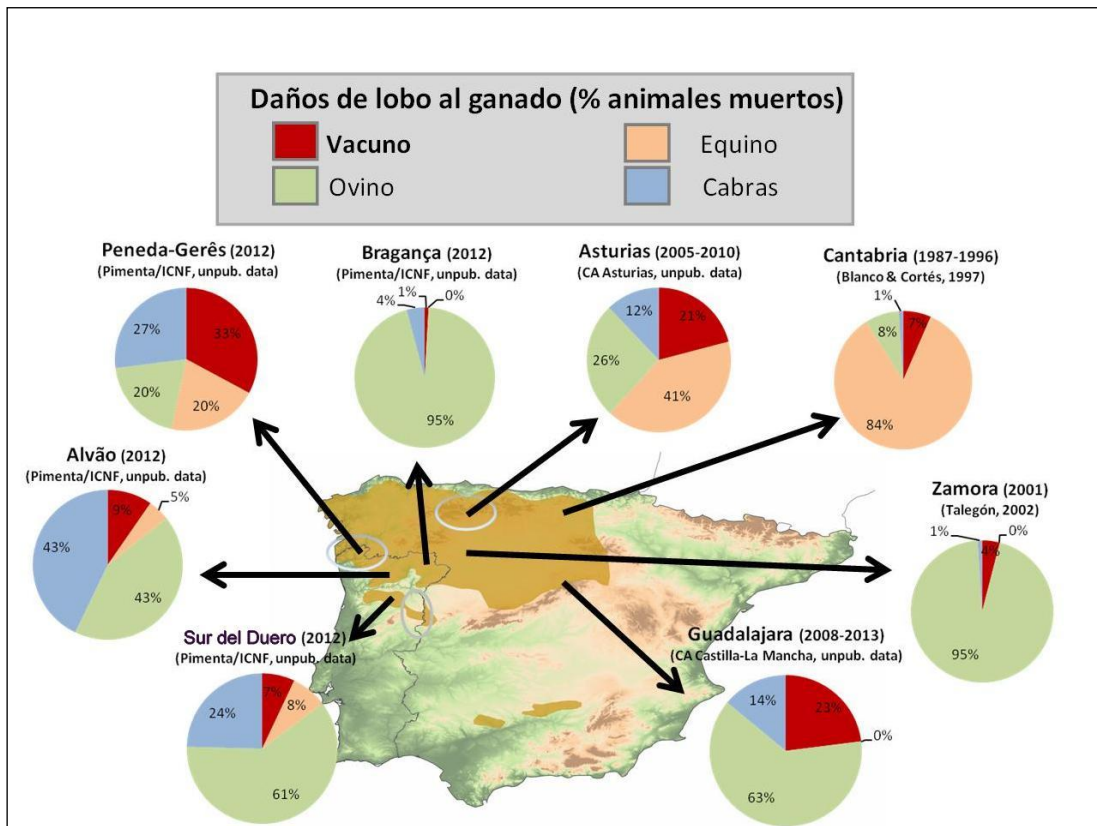 Daños de lobo al ganado (% animales muertos)
Vacuno
Equino
Ovino
Cabras
Peneda-Gerês (2012)
(Pimenta/ICNF, unpub. data)
27%
33%
20%
20%
Bragança (2012)
(Pimenta/ICNF, unpub. data)
1%
0%
4%
95%
Asturias (2005-2010)
(CA Asturias, unpub. data)
12%
21%
26%
41%
Cantabria (1987-1996)
(Blanco & Cortés, 1997)
1%
8%
7%
84%
Alvão (2012)
(Pimenta/ICNF, unpub. data)
9%
5%
43%
43%
Zamora (2001)
(Talegón, 2002)
1%
0%
4%
95%
Sur del Duero (2012)
(Pimenta/ICNF, unpub. data)
7%
8%
24%
61%
Guadalajara (2008-2013)
(CA Castilla-La Mancha, unpub. data)
14%
23%
0%
63%